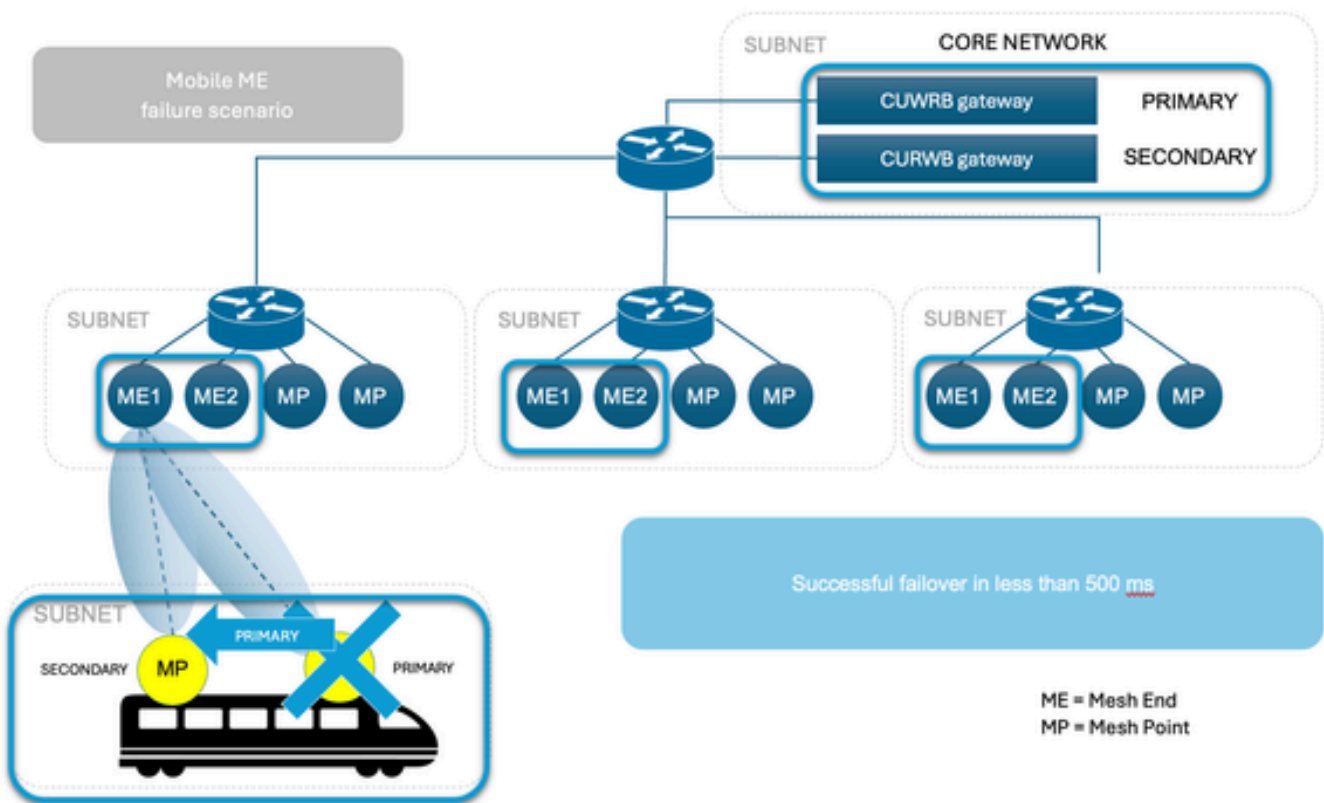 SUBNET
CORE NETWORK
Mobile ME
failure scenario
CUWRB gateway
PRIMARY
CURWB gateway
SECONDARY
SUBNET
SUBNET
SUBNET
ME1
ME2
MP
MP
ME1
ME2
MP
MP
ME1
ME2
MP
MP
Successful failover in less than 500 ms
SUBNET
PRIMARY
SECONDARY
MP
PRIMARY
ME = Mesh End
MP = Mesh Point